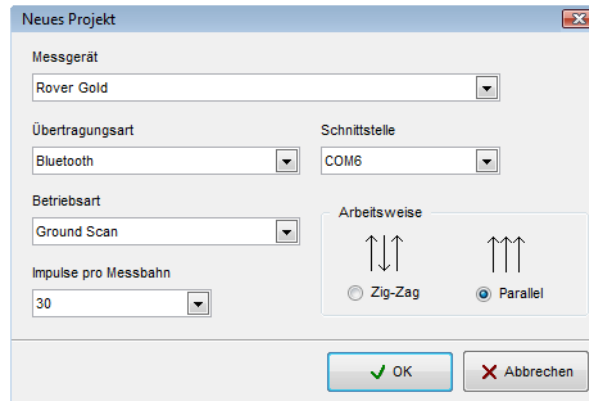 Neues Projekt
Messgerät
Rover Gold
Übertragungsart
Schnittstelle
Bluetooth
COM6
Betriebsart
Ground Scan
Arbeitsweise
Impulse pro Messbahn
30
Zig-Zag
Parallel
OK
Abbrechen